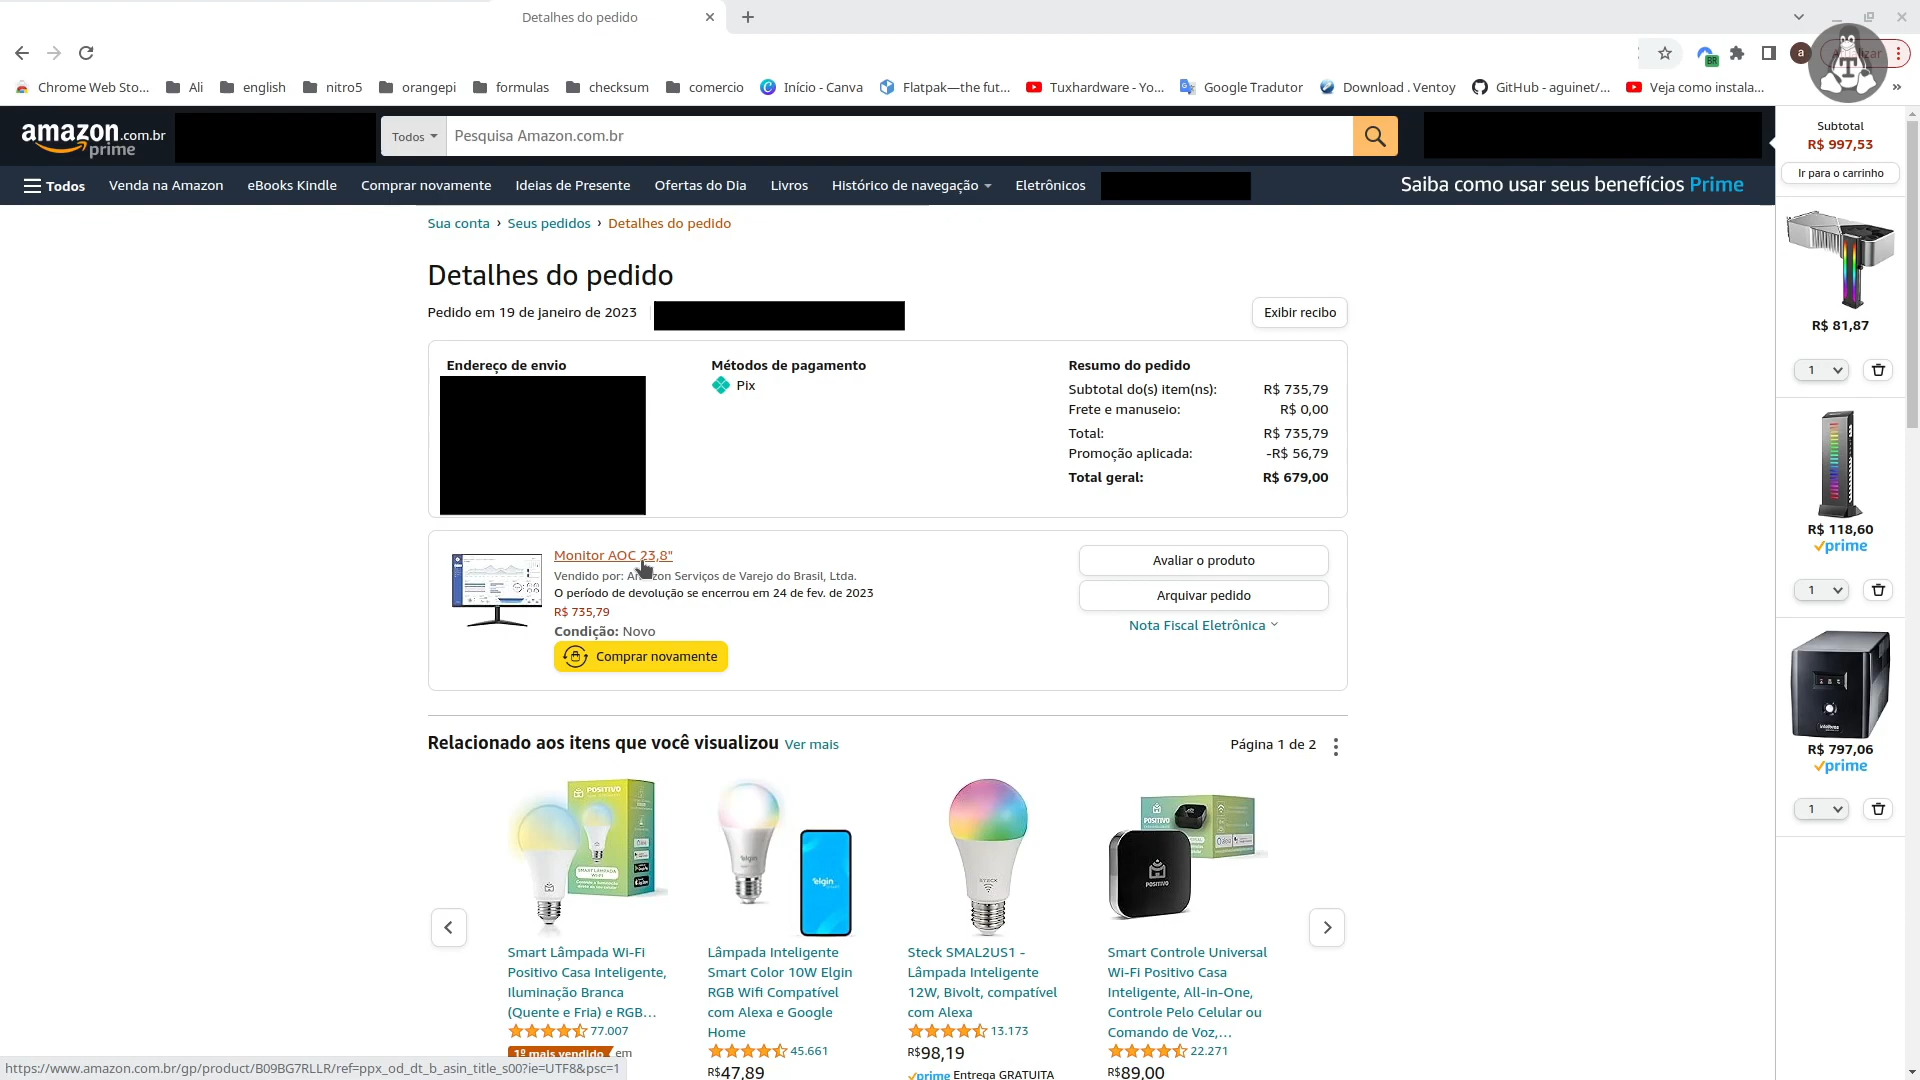 Detalhes do pedido
Chrome Web Sto...
Ali
english
nitro5
orangepi
formulas
checksum
comercio
Início - Canva
Flatpak—the fut...
Tuxhardware - Yo...
Google Tradutor
Download . Ventoy
GitHub - aguinet/...
Veja como instala...
amazon.com.br
prime
Todos
Pesquisa Amazon.com.br
Todos
Venda na Amazon
eBooks Kindle
Comprar novamente
Ideias de Presente
Ofertas do Dia
Livros
Histórico de navegação
Eletrônicos
Saiba como usar seus benefícios Prime
Subtotal
R$ 997,53
Ir para o carrinho
R$ 81,87
1
R$ 118,60
prime
1
R$ 797,06
prime
1
Sua conta › Seus pedidos › Detalhes do pedido
Detalhes do pedido
Pedido em 19 de janeiro de 2023
Exibir recibo
Endereço de envio
Métodos de pagamento
Pix
Resumo do pedido
Subtotal do(s) item(ns): R$ 735,79
Frete e manuseio: R$ 0,00
Total: R$ 735,79
Promoção aplicada: -R$ 56,79
Total geral: R$ 679,00
Monitor AOC 23,8"
Vendido por: Amazon Serviços de Varejo do Brasil, Ltda.
O período de devolução se encerrou em 24 de fev. de 2023
R$ 735,79
Condição: Novo
Comprar novamente
Avaliar o produto
Arquivar pedido
Nota Fiscal Eletrônica
Relacionado aos itens que você visualizou Ver mais
Página 1 de 2
Smart Lâmpada Wi-Fi
Positivo Casa Inteligente,
Iluminação Branca
(Quente e Fria) e RGB...
77.007
1º mais vendido em
Lâmpada Inteligente
Smart Color 10W Elgin
RGB Wifi Compatível
com Alexa e Google
Home
45.661
R$47,89
Steck SMAL2US1 -
Lâmpada Inteligente
12W, Bivolt, compatível
com Alexa
13.173
R$98,19
prime Entrega GRATUITA
Smart Controle Universal
Wi-Fi Positivo Casa
Inteligente, All-in-One,
Controle Pelo Celular ou
Comando de Voz,...
22.271
R$89,00
https://www.amazon.com.br/gp/product/B09BG7RLLR/ref=ppx_od_dt_b_asin_title_s00?ie=UTF8&psc=1